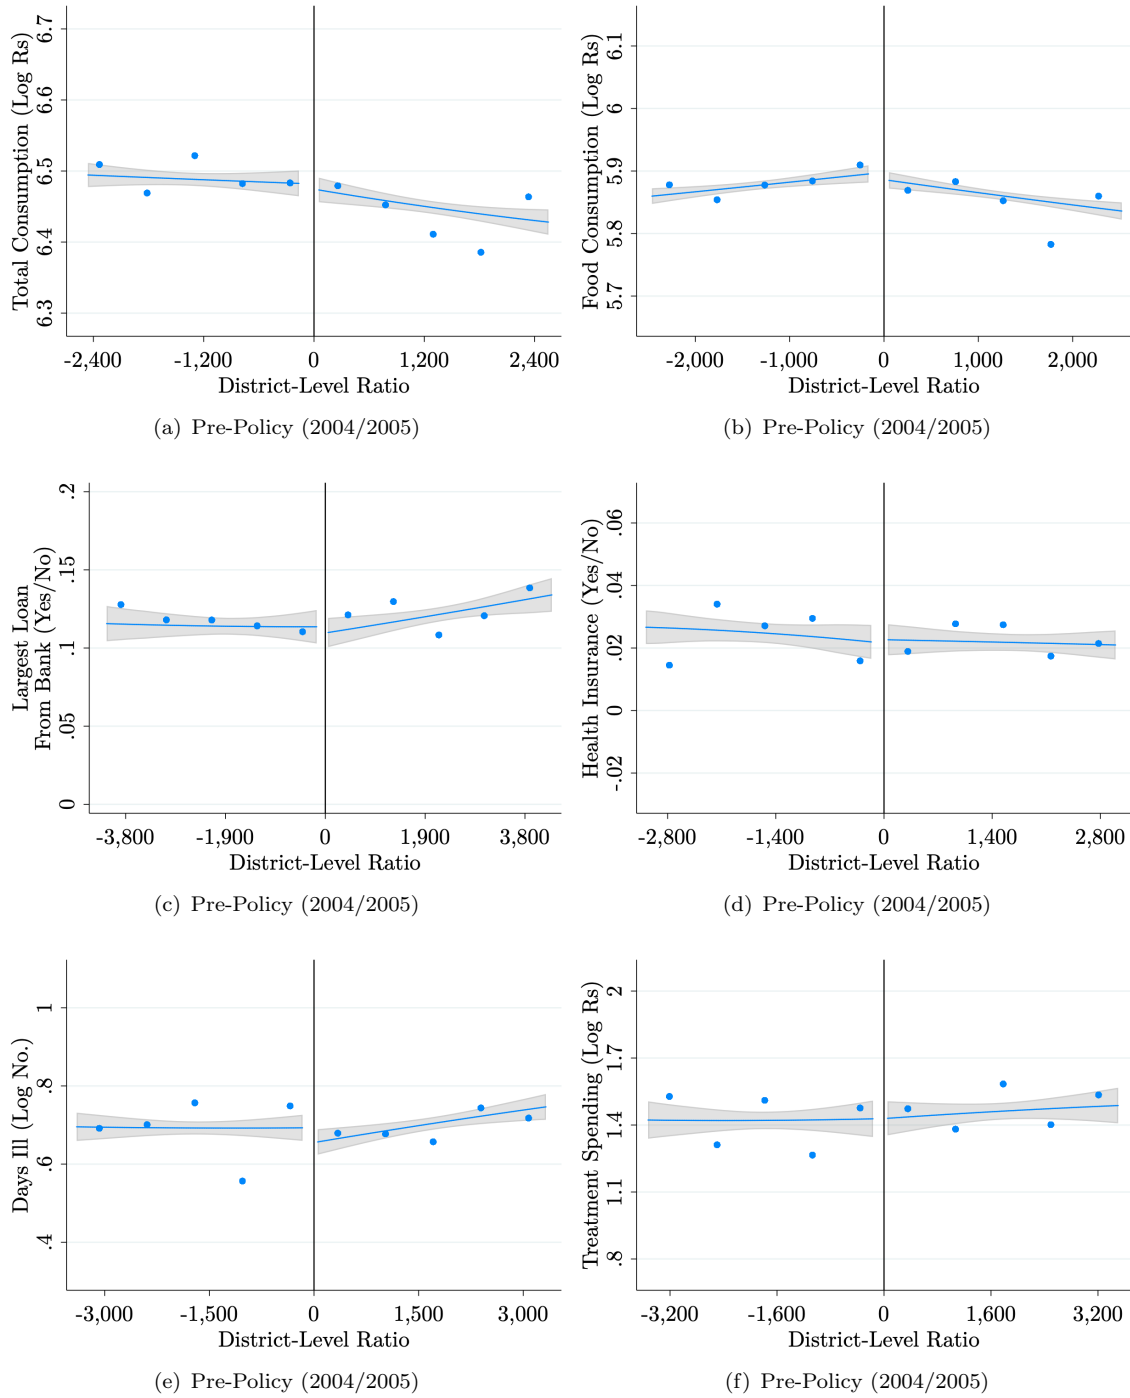 Total Consumption (Log Rs)
6.7
6.6
6.5
6.4
6.3
-2,400 -1,200 0 1,200 2,400
District-Level Ratio
(a) Pre-Policy (2004/2005)
Food Consumption (Log Rs)
6.1
6
5.9
5.8
5.7
-2,000 -1,000 0 1,000 2,000
District-Level Ratio
(b) Pre-Policy (2004/2005)
Largest Loan
From Bank (Yes/No)
.2
.15
.1
.05
0
-3,800 -1,900 0 1,900 3,800
District-Level Ratio
(c) Pre-Policy (2004/2005)
Health Insurance (Yes/No)
.06
.04
.02
0
-.02
-2,800 -1,400 0 1,400 2,800
District-Level Ratio
(d) Pre-Policy (2004/2005)
Days Ill (Log No.)
1
.8
.6
.4
-3,000 -1,500 0 1,500 3,000
District-Level Ratio
(e) Pre-Policy (2004/2005)
Treatment Spending (Log Rs)
2
1.7
1.4
1.1
.8
-3,200 -1,600 0 1,600 3,200
District-Level Ratio
(f) Pre-Policy (2004/2005)